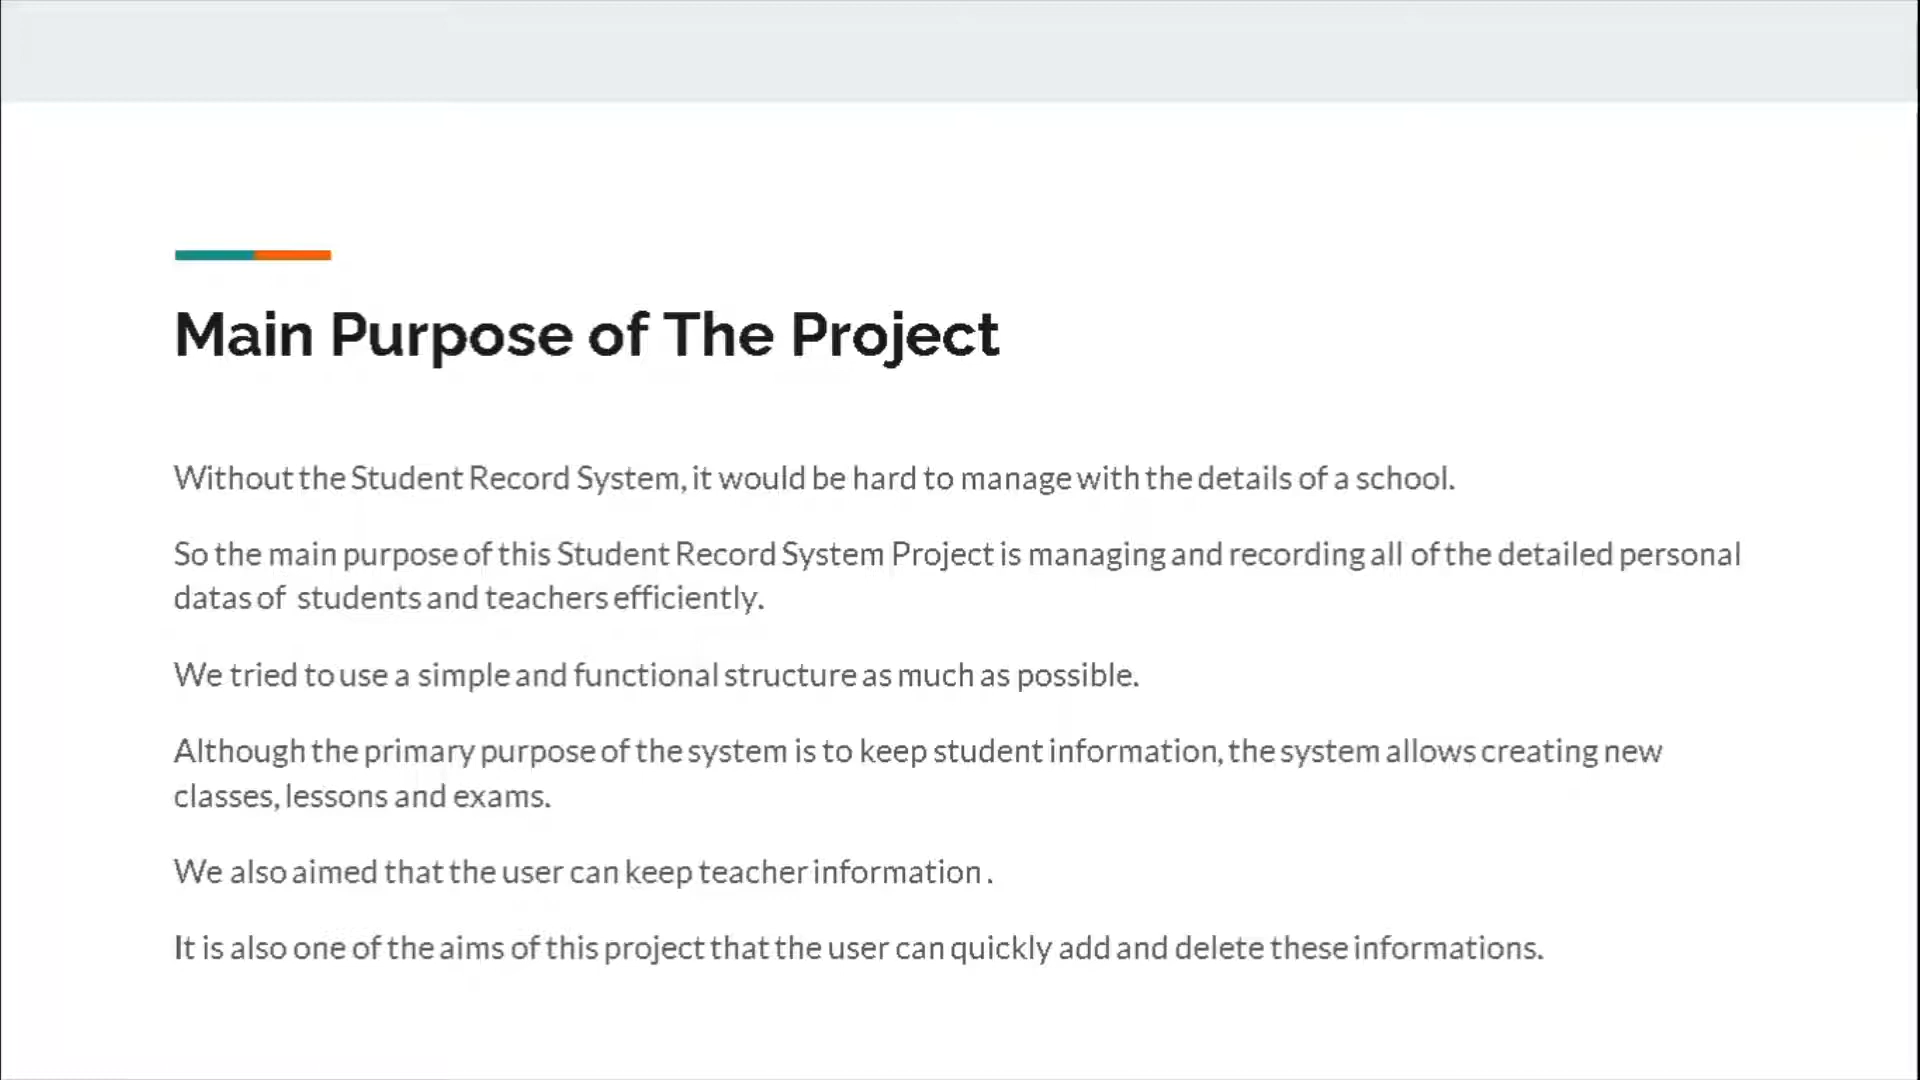 Main Purpose of The Project
Without the Student Record System, it would be hard to manage with the details of a school.
So the main purpose of this Student Record System Project is managing and recording all of the detailed personal
datas of students and teachers efficiently.
We tried to use a simple and functional structure as much as possible.
Although the primary purpose of the system is to keep student information, the system allows creating new
classes, lessons and exams.
We also aimed that the user can keep teacher information .
It is also one of the aims of this project that the user can quickly add and delete these informations.